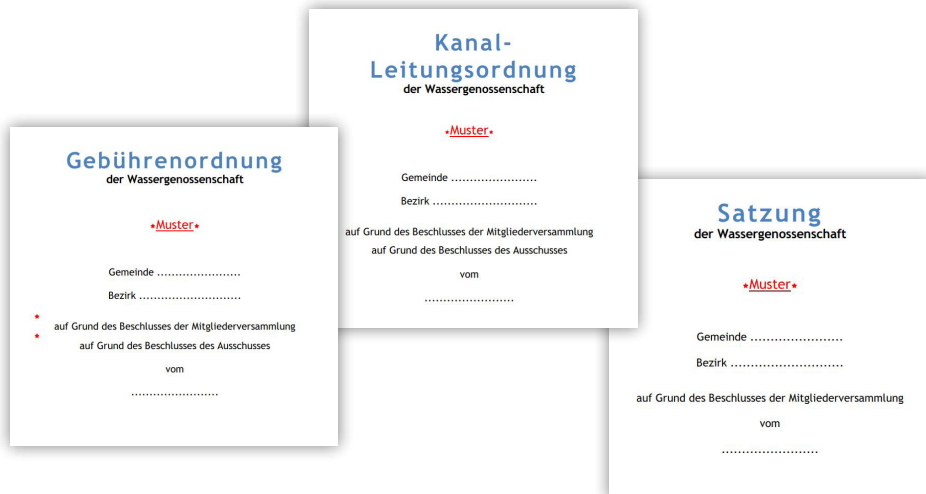 Kanal-
Leitungsordnung
der Wassergenossenschaft
*Muster*
Gemeinde .......................
Bezirk ............................
auf Grund des Beschlusses der Mitgliederversammlung
auf Grund des Beschlusses des Ausschusses
vom
........................
Gebührenordnung
der Wassergenossenschaft
*Muster*
Gemeinde .......................
Bezirk ............................
* auf Grund des Beschlusses der Mitgliederversammlung
* auf Grund des Beschlusses des Ausschusses
vom
........................
Satzung
der Wassergenossenschaft
*Muster*
Gemeinde .......................
Bezirk ............................
auf Grund des Beschlusses der Mitgliederversammlung
vom
........................